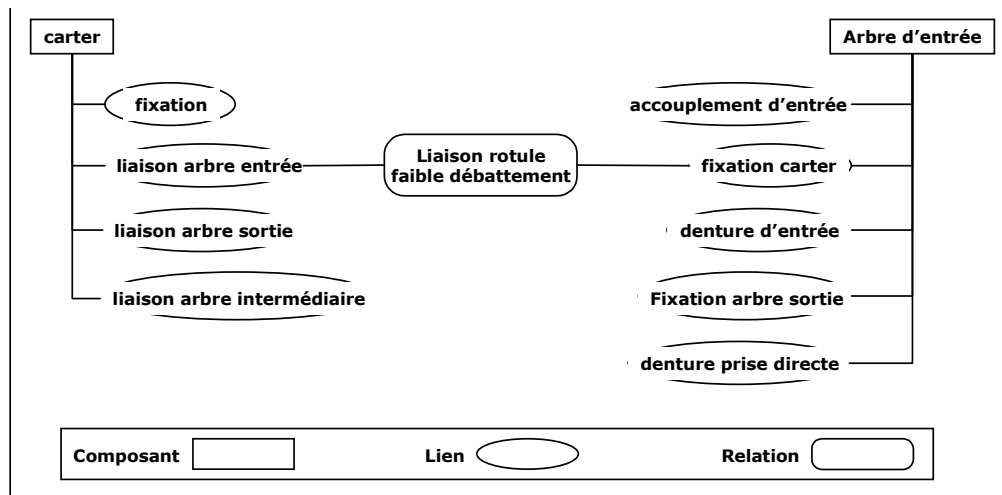 carter
Arbre d’entrée
fixation
accouplement d’entrée
liaison arbre entrée
Liaison rotule
faible débattement
fixation carter
liaison arbre sortie
denture d’entrée
liaison arbre intermédiaire
Fixation arbre sortie
denture prise directe
Composant
Lien
Relation